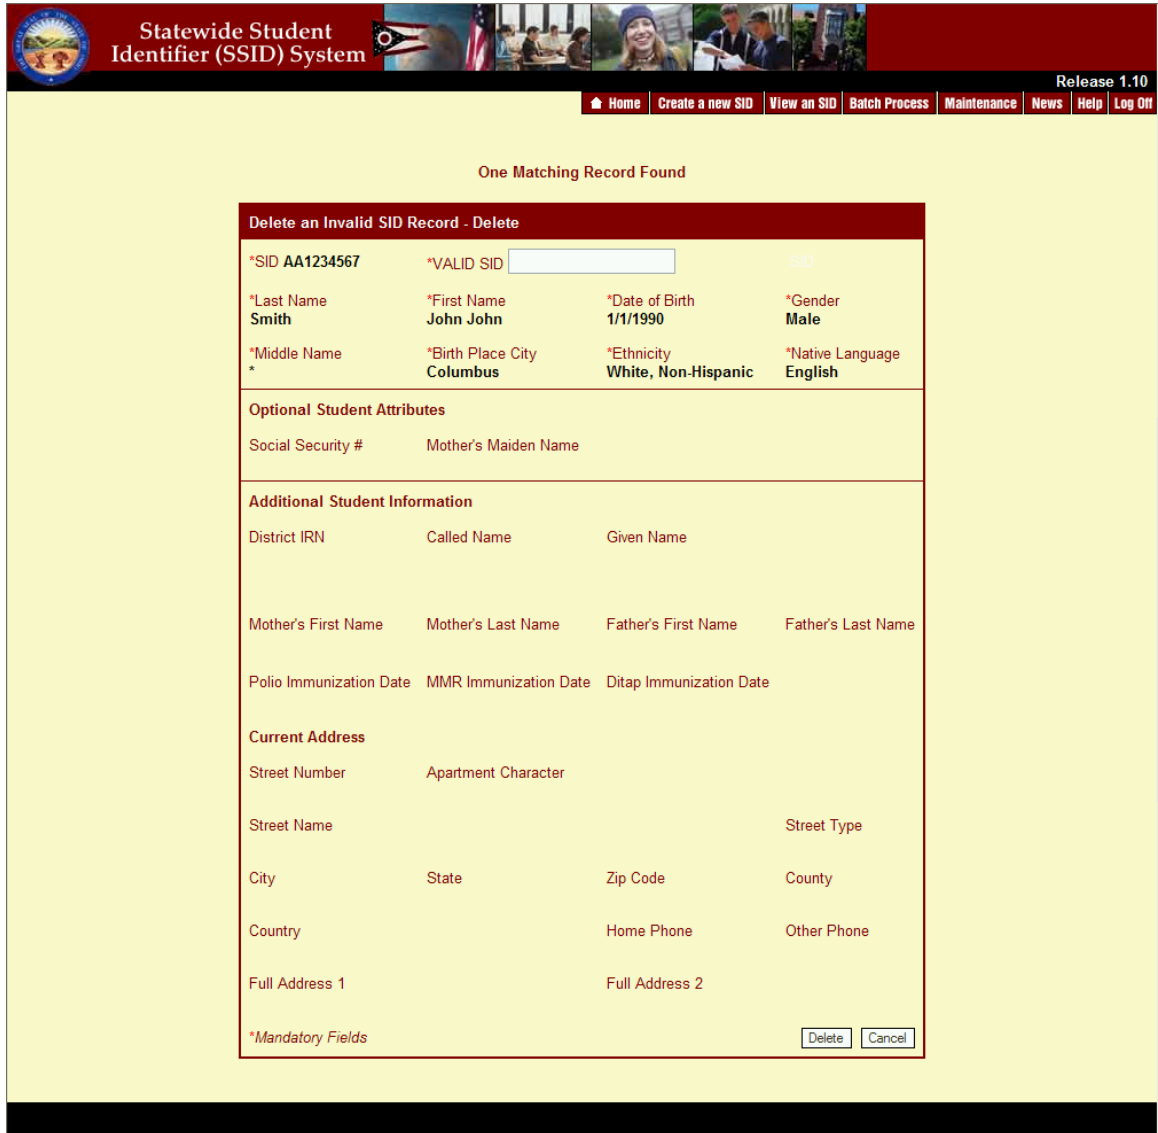 Statewide Student
Identifier (SSID) System
Release 1.10
Home Create a new SID View an SID Batch Process Maintenance News Help Log Off
One Matching Record Found
Delete an Invalid SID Record - Delete
*SID AA1234567 *VALID SID SID
*Last Name *First Name *Date of Birth *Gender
Smith John John 1/1/1990 Male
*Middle Name *Birth Place City *Ethnicity *Native Language
* Columbus White, Non-Hispanic English
Optional Student Attributes
Social Security # Mother's Maiden Name
Additional Student Information
District IRN Called Name Given Name
Mother's First Name Mother's Last Name Father's First Name Father's Last Name
Polio Immunization Date MMR Immunization Date Ditap Immunization Date
Current Address
Street Number Apartment Character
Street Name Street Type
City State Zip Code County
Country Home Phone Other Phone
Full Address 1 Full Address 2
*Mandatory Fields Delete Cancel